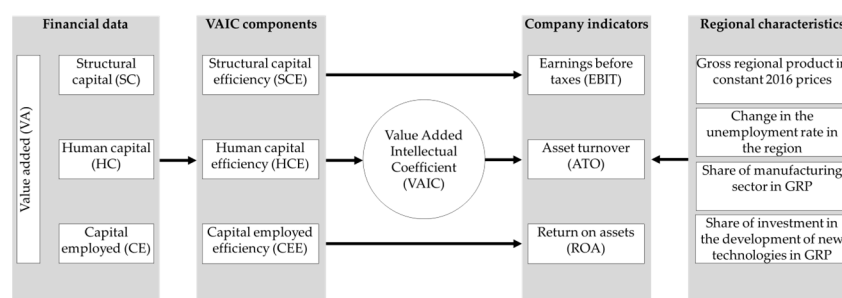 Financial data
Value added (VA)
Structural
capital (SC)
Human capital
(HC)
Capital
employed (CE)
VAIC components
Structural capital
efficiency (SCE)
Human capital
efficiency (HCE)
Capital employed
efficiency (CEE)
Value Added
Intellectual
Coefficient
(VAIC)
Company indicators
Earnings before
taxes (EBIT)
Asset turnover
(ATO)
Return on assets
(ROA)
Regional characteristics
Gross regional product in
constant 2016 prices
Change in the
unemployment rate in
the region
Share of manufacturing
sector in GRP
Share of investment in
the development of new
technologies in GRP